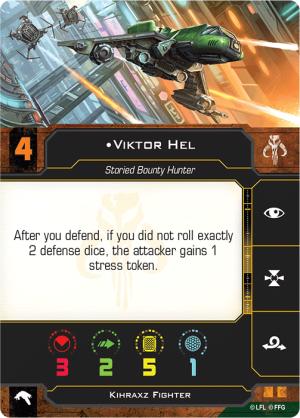 4
•Viktor Hel
Storied Bounty Hunter
After you defend, if you did not roll exactly
2 defense dice, the attacker gains 1
stress token.
3 2 5 1
Kihraxz Fighter
©LFL ©FFG